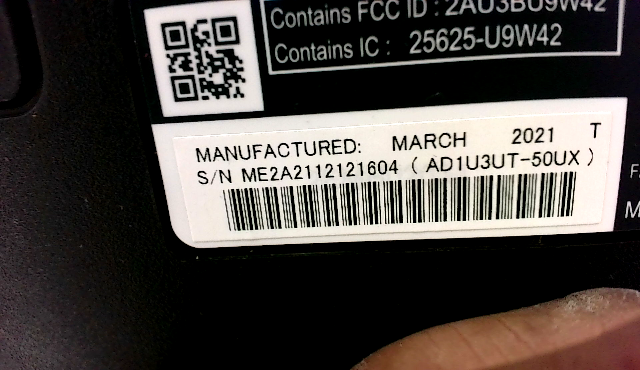 Contains FCC ID : 2AU3BU9W42
Contains IC : 25625-U9W42
MANUFACTURED: MARCH 2021 T
S/N ME2A2112121604 ( AD1U3UT-50UX )